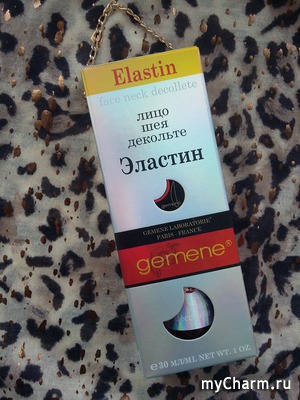 Elastin
face neck decollete
лицо
шея
декольте
Эластин
gemene
GEMENE LABORATOIRE
PARIS - FRANCE
gemene®
e 30 МЛ/ML NET WT. 1 OZ
myCharm.ru